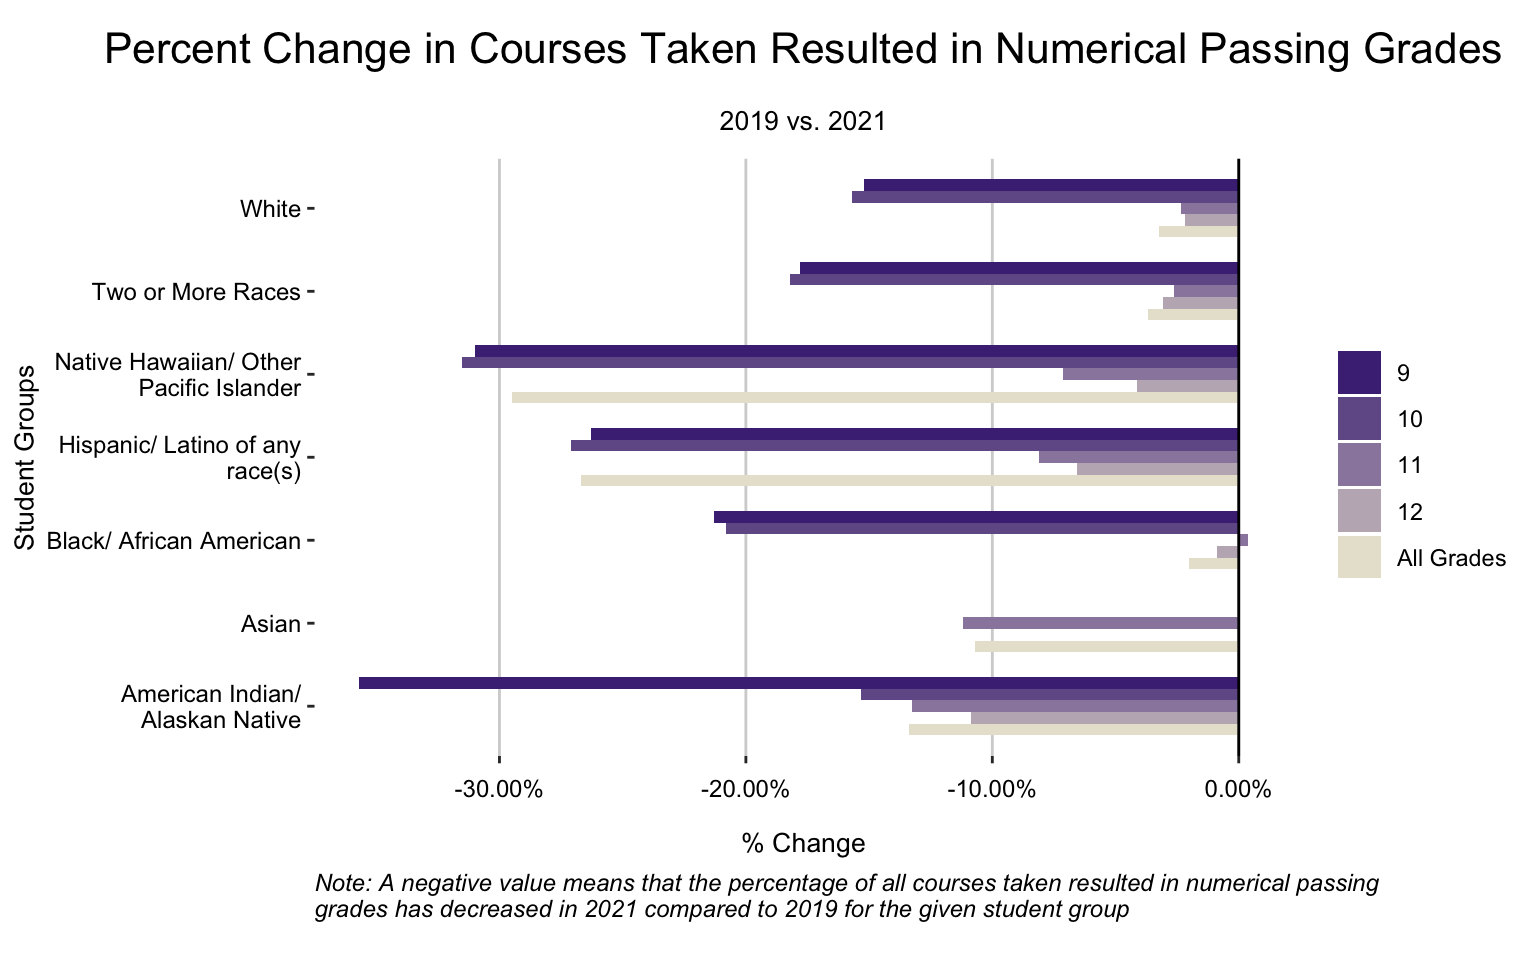 Percent Change in Courses Taken Resulted in Numerical Passing Grades
2019 vs. 2021
Student Groups
White
Two or More Races
Native Hawaiian/ Other
Pacific Islander
Hispanic/ Latino of any
race(s)
Black/ African American
Asian
American Indian/
Alaskan Native
-30.00%
-20.00%
-10.00%
0.00%
% Change
9
10
11
12
All Grades
Note: A negative value means that the percentage of all courses taken resulted in numerical passing
grades has decreased in 2021 compared to 2019 for the given student group